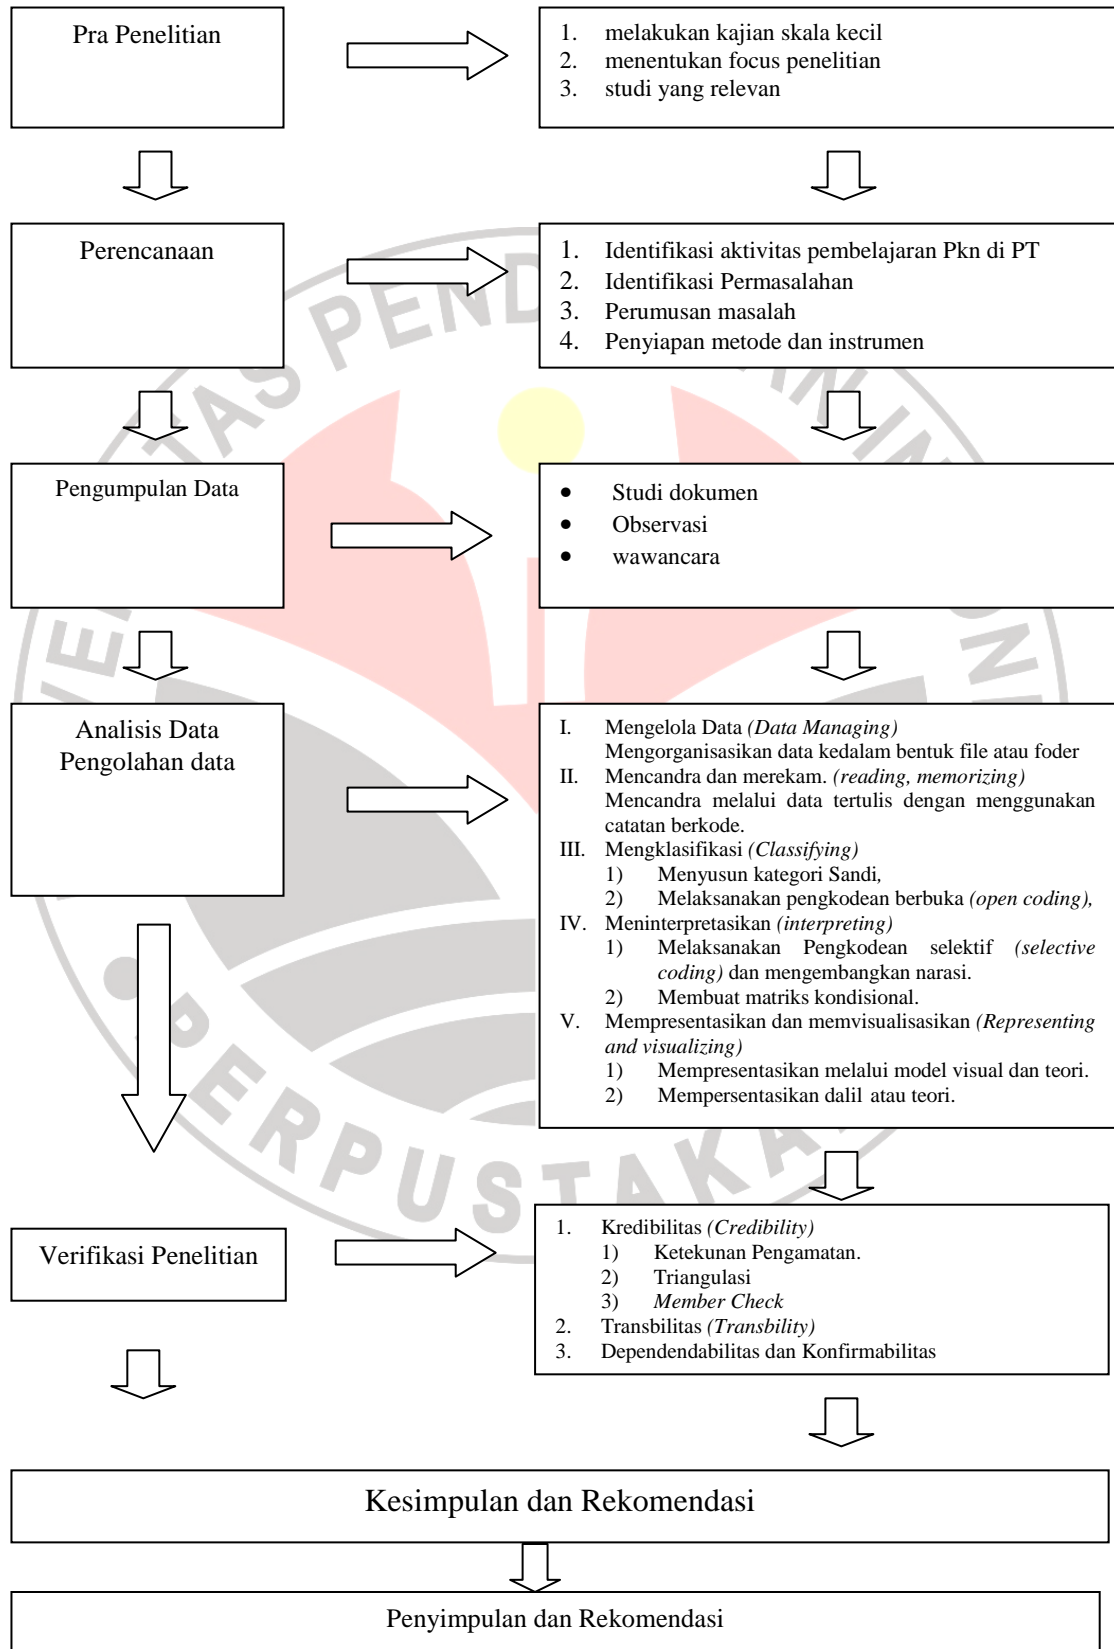 Pra Penelitian
1. melakukan kajian skala kecil
2. menentukan focus penelitian
3. studi yang relevan
Perencanaan
1. Identifikasi aktivitas pembelajaran Pkn di PT
2. Identifikasi Permasalahan
3. Perumusan masalah
4. Penyiapan metode dan instrumen
Pengumpulan Data
• Studi dokumen
• Observasi
• wawancara
Analisis Data
Pengolahan data
I. Mengelola Data (Data Managing)
Mengorganisasikan data kedalam bentuk file atau foder
II. Mencandra dan merekam. (reading, memorizing)
Mencandra melalui data tertulis dengan menggunakan
catatan berkode.
III. Mengklasifikasi (Classifying)
1) Menyusun kategori Sandi,
2) Melaksanakan pengkodean berbuka (open coding),
IV. Meninterpretasikan (interpreting)
1) Melaksanakan Pengkodean selektif (selective
coding) dan mengembangkan narasi.
2) Membuat matriks kondisional.
V. Mempresentasikan dan memvisualisasikan (Representing
and visualizing)
1) Mempresentasikan melalui model visual dan teori.
2) Mempersentasikan dalil atau teori.
Verifikasi Penelitian
1. Kredibilitas (Credibility)
1) Ketekunan Pengamatan.
2) Triangulasi
3) Member Check
2. Transbilitas (Transbility)
3. Dependendabilitas dan Konfirmabilitas
Kesimpulan dan Rekomendasi
Penyimpulan dan Rekomendasi